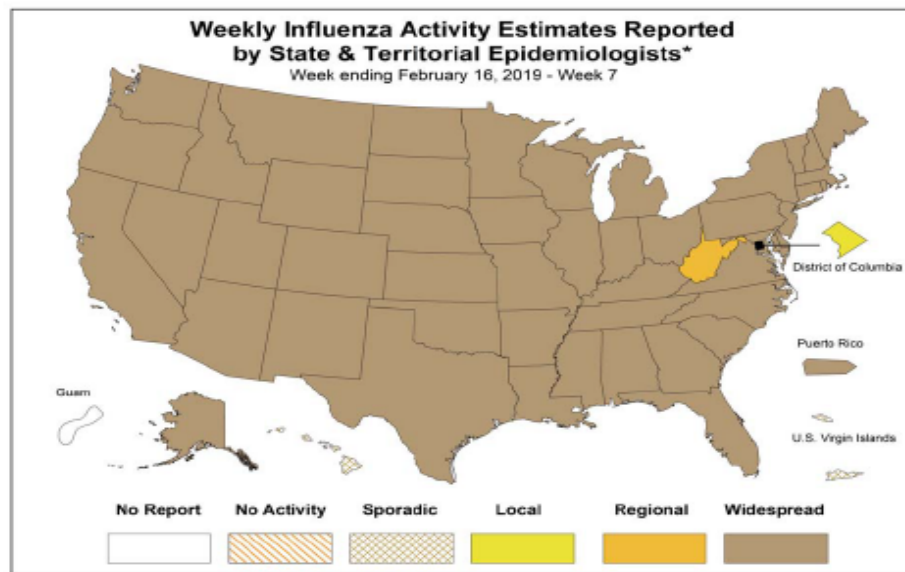 Weekly Influenza Activity Estimates Reported
by State & Territorial Epidemiologists*
Week ending February 16, 2019 - Week 7
District of Columbia
Puerto Rico
Guam
U.S. Virgin Islands
No Report No Activity Sporadic Local Regional Widespread